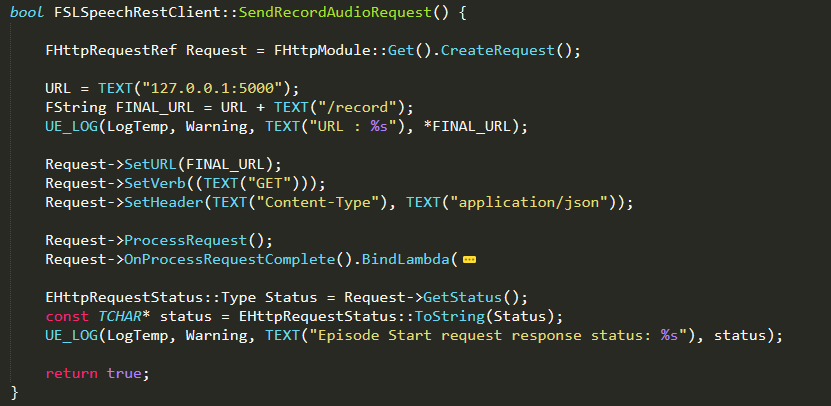 bool FSLSpeechRestClient::SendRecordAudioRequest() {
FHttpRequestRef Request = FHttpModule::Get().CreateRequest();
URL = TEXT("127.0.0.1:5000");
FString FINAL_URL = URL + TEXT("/record");
UE_LOG(LogTemp, Warning, TEXT("URL : %s"), *FINAL_URL);
Request->SetURL(FINAL_URL);
Request->SetVerb((TEXT("GET")));
Request->SetHeader(TEXT("Content-Type"), TEXT("application/json"));
Request->ProcessRequest();
Request->OnProcessRequestComplete().BindLambda(…
EHttpRequestStatus::Type Status = Request->GetStatus();
const TCHAR* status = EHttpRequestStatus::ToString(Status);
UE_LOG(LogTemp, Warning, TEXT("Episode Start request response status: %s"), status);
return true;
}